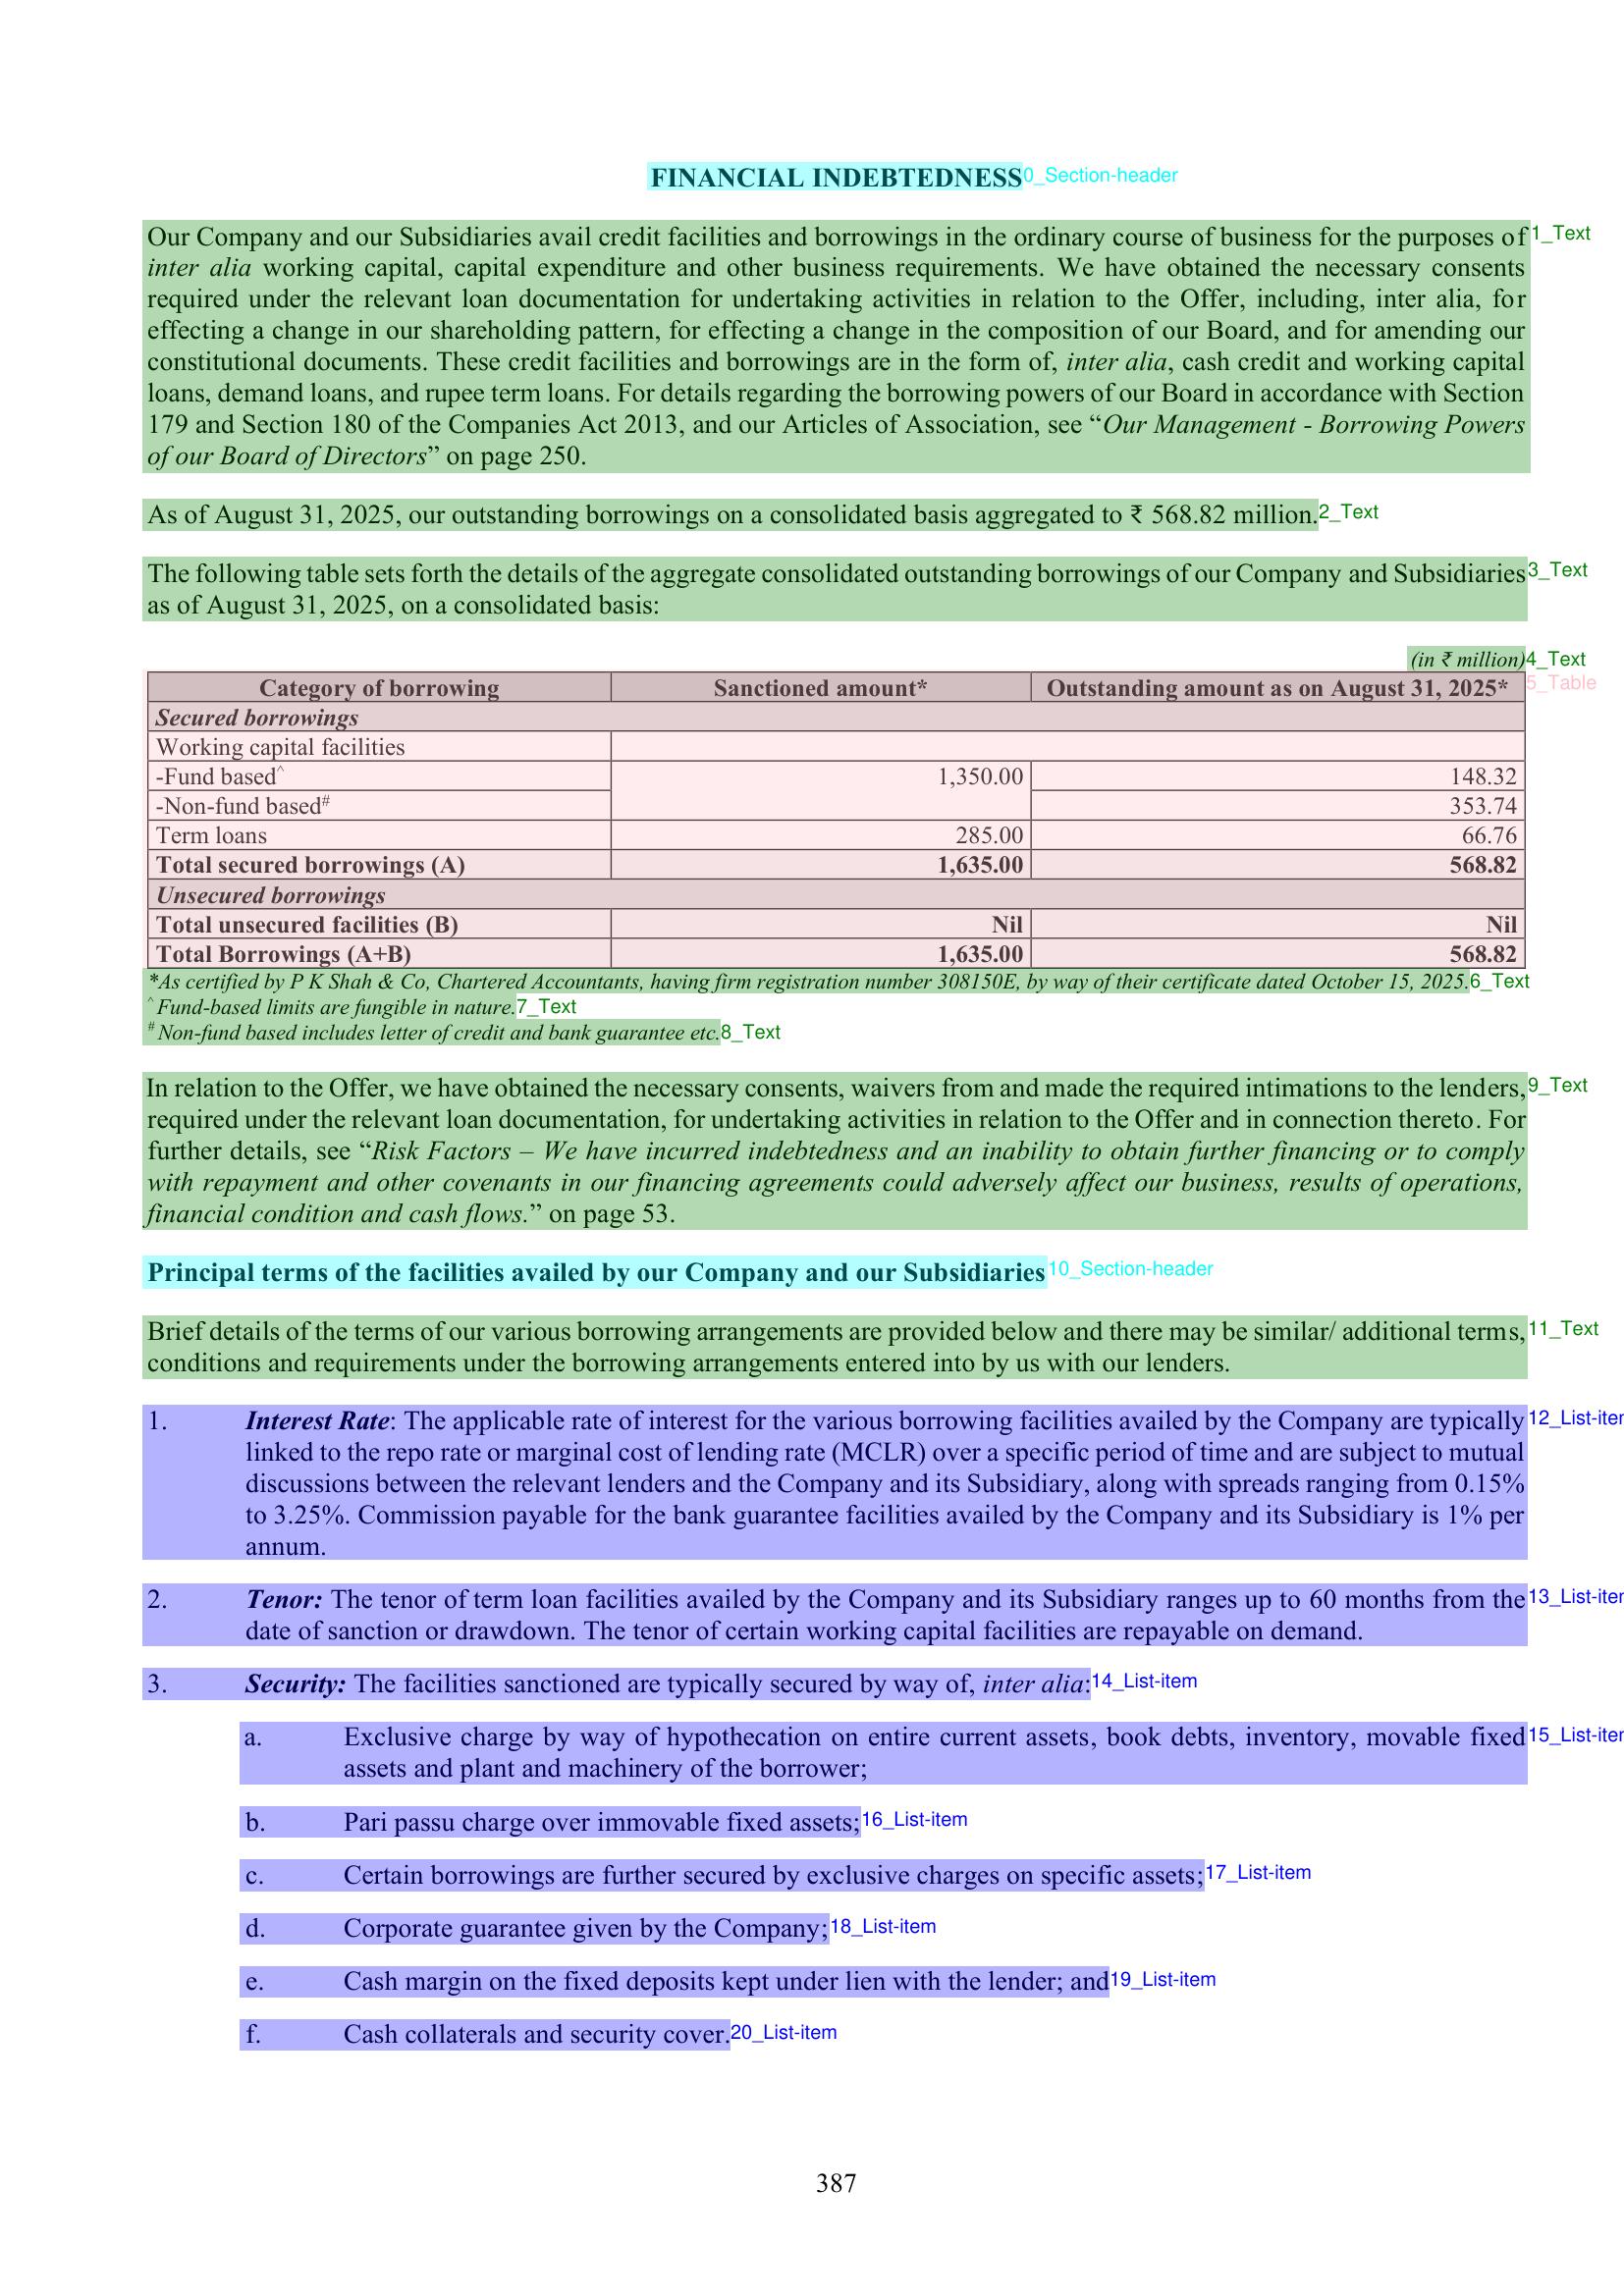 FINANCIAL INDEBTEDNESS 0_Section-header
Our Company and our Subsidiaries avail credit facilities and borrowings in the ordinary course of business for the purposes of 1_Text
inter alia working capital, capital expenditure and other business requirements. We have obtained the necessary consents
required under the relevant loan documentation for undertaking activities in relation to the Offer, including, inter alia, for
effecting a change in our shareholding pattern, for effecting a change in the composition of our Board, and for amending our
constitutional documents. These credit facilities and borrowings are in the form of, inter alia, cash credit and working capital
loans, demand loans, and rupee term loans. For details regarding the borrowing powers of our Board in accordance with Section
179 and Section 180 of the Companies Act 2013, and our Articles of Association, see “Our Management - Borrowing Powers
of our Board of Directors” on page 250.
As of August 31, 2025, our outstanding borrowings on a consolidated basis aggregated to ₹ 568.82 million. 2_Text
The following table sets forth the details of the aggregate consolidated outstanding borrowings of our Company and Subsidiaries 3_Text
as of August 31, 2025, on a consolidated basis:
(in ₹ million) 4_Text
Category of borrowing Sanctioned amount* Outstanding amount as on August 31, 2025* 5_Table
Secured borrowings
Working capital facilities
-Fund based^ 1,350.00 148.32
-Non-fund based# 353.74
Term loans 285.00 66.76
Total secured borrowings (A) 1,635.00 568.82
Unsecured borrowings
Total unsecured facilities (B) Nil Nil
Total Borrowings (A+B) 1,635.00 568.82
*As certified by P K Shah & Co, Chartered Accountants, having firm registration number 308150E, by way of their certificate dated October 15, 2025. 6_Text
^ Fund-based limits are fungible in nature. 7_Text
# Non-fund based includes letter of credit and bank guarantee etc. 8_Text
In relation to the Offer, we have obtained the necessary consents, waivers from and made the required intimations to the lenders, 9_Text
required under the relevant loan documentation, for undertaking activities in relation to the Offer and in connection thereto. For
further details, see “Risk Factors – We have incurred indebtedness and an inability to obtain further financing or to comply
with repayment and other covenants in our financing agreements could adversely affect our business, results of operations,
financial condition and cash flows.” on page 53.
Principal terms of the facilities availed by our Company and our Subsidiaries 10_Section-header
Brief details of the terms of our various borrowing arrangements are provided below and there may be similar/ additional terms, 11_Text
conditions and requirements under the borrowing arrangements entered into by us with our lenders.
1. Interest Rate: The applicable rate of interest for the various borrowing facilities availed by the Company are typically 12_List-item
linked to the repo rate or marginal cost of lending rate (MCLR) over a specific period of time and are subject to mutual
discussions between the relevant lenders and the Company and its Subsidiary, along with spreads ranging from 0.15%
to 3.25%. Commission payable for the bank guarantee facilities availed by the Company and its Subsidiary is 1% per
annum.
2. Tenor: The tenor of term loan facilities availed by the Company and its Subsidiary ranges up to 60 months from the 13_List-item
date of sanction or drawdown. The tenor of certain working capital facilities are repayable on demand.
3. Security: The facilities sanctioned are typically secured by way of, inter alia: 14_List-item
a. Exclusive charge by way of hypothecation on entire current assets, book debts, inventory, movable fixed 15_List-item
assets and plant and machinery of the borrower;
b. Pari passu charge over immovable fixed assets; 16_List-item
c. Certain borrowings are further secured by exclusive charges on specific assets; 17_List-item
d. Corporate guarantee given by the Company; 18_List-item
e. Cash margin on the fixed deposits kept under lien with the lender; and 19_List-item
f. Cash collaterals and security cover. 20_List-item
387